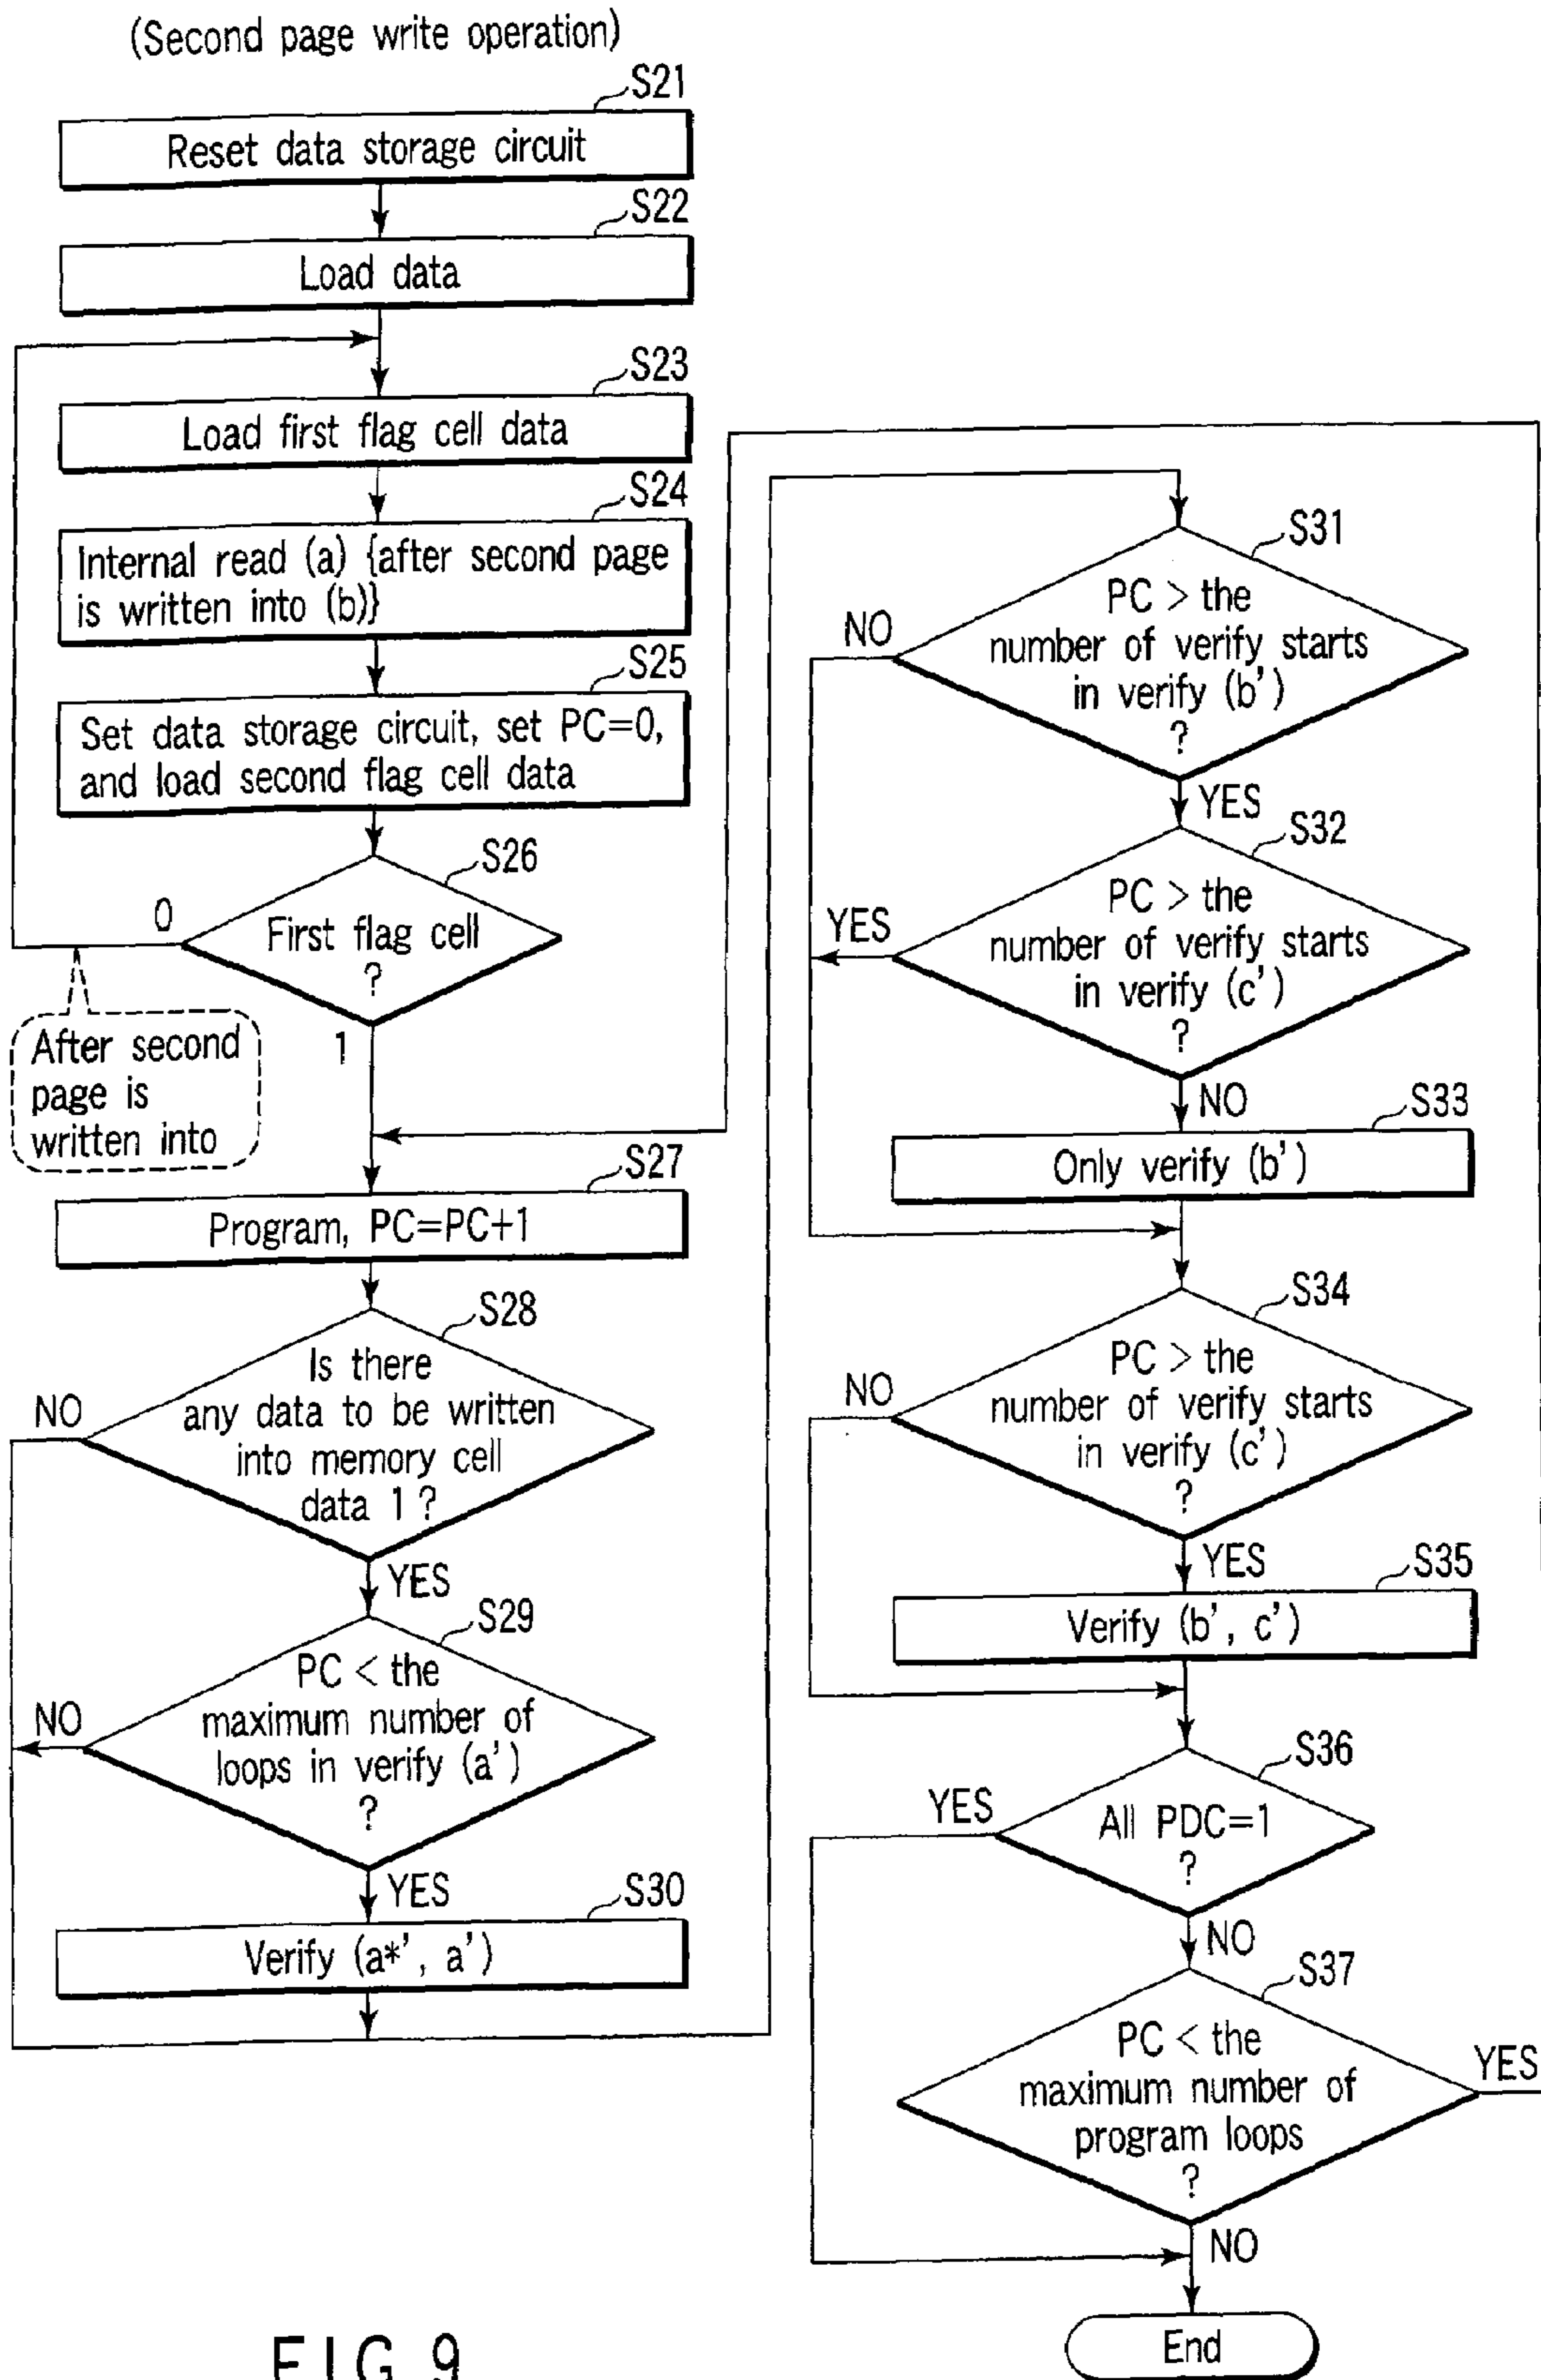 (Second page write operation)
S21
Reset data storage circuit
S22
Load data
S23
Load first flag cell data
S24
Internal read (a) {after second page
is written into (b)}
S25
Set data storage circuit, set PC=0,
and load second flag cell data
S26
0
First flag cell
?
1
After second
page is
written into
S27
Program, PC=PC+1
S28
NO
Is there
any data to be written
into memory cell
data 1 ?
YES
S29
NO
PC < the
maximum number of
loops in verify (a')
?
YES
S30
Verify (a*', a')
S31
NO
PC > the
number of verify starts
in verify (b')
?
YES
S32
YES
PC > the
number of verify starts
in verify (c')
?
NO
S33
Only verify (b')
S34
NO
PC > the
number of verify starts
in verify (c')
?
YES
S35
Verify (b', c')
S36
YES
All PDC=1
?
NO
S37
PC < the
maximum number of
program loops
?
YES
NO
End
FIG. 9